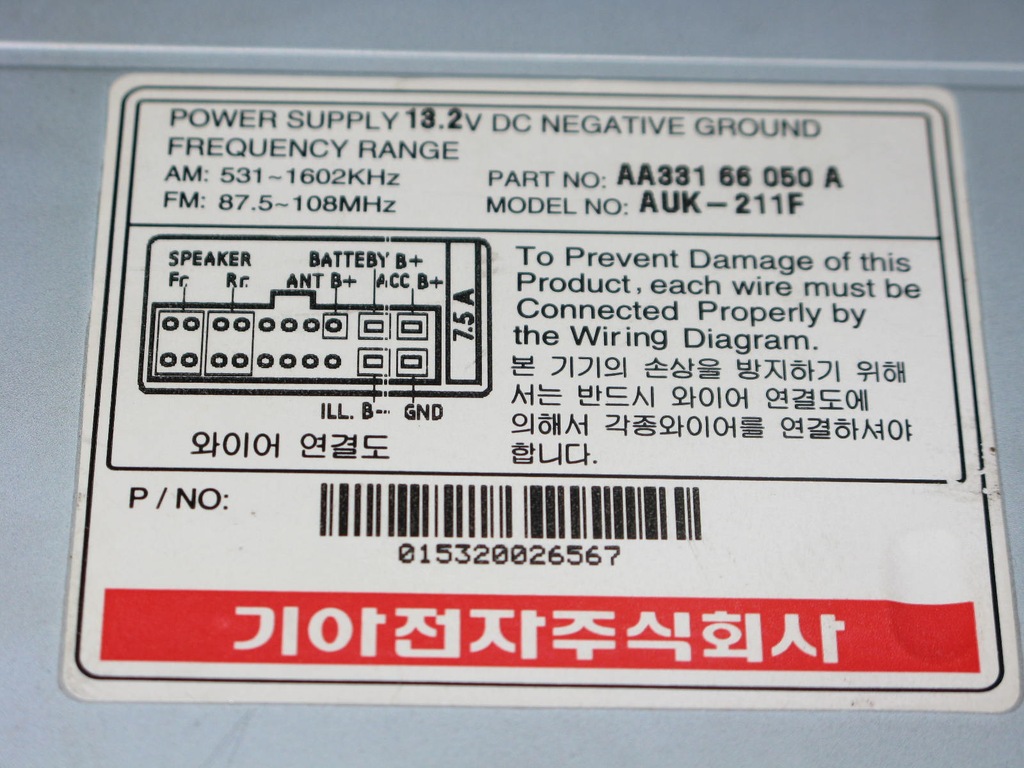 POWER SUPPLY 13.2V DC NEGATIVE GROUND
FREQUENCY RANGE
AM: 531~1602KHz
FM: 87.5~108MHz
PART NO: AA331 66 050 A
MODEL NO: AUK-211F
SPEAKER BATTEBY B+
Fr. Rr. ANT B+ ACC B+
7.5A
ILL. B- GND
와이어 연결도
To Prevent Damage of this
Product, each wire must be
Connected Properly by
the Wiring Diagram.
본 기기의 손상을 방지하기 위해
서는 반드시 와이어 연결도에
의해서 각종와이어를 연결하셔야
합니다.
P / NO:
015320026567
기아전자주식회사